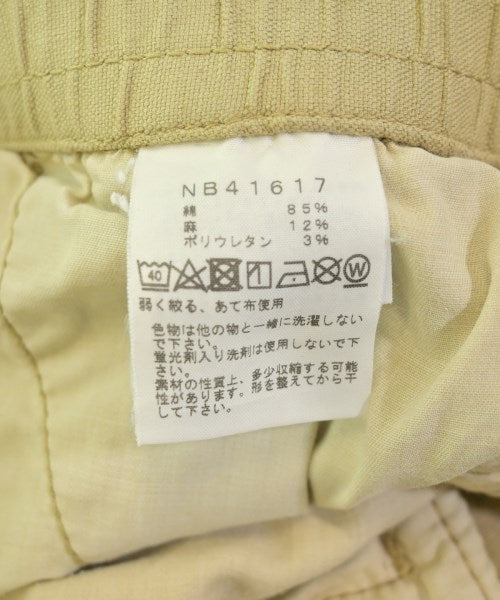 NB41617
綿 85%
麻 12%
ポリウレタン 3%
40 W
弱く絞る、あて布使用
色物は他の物と一緒に洗濯しない
で下さい。
蛍光剤入り洗剤は使用しないで下
さい。
素材の性質上、多少収縮する可能
性があります。形を整えてから干
して下さい。